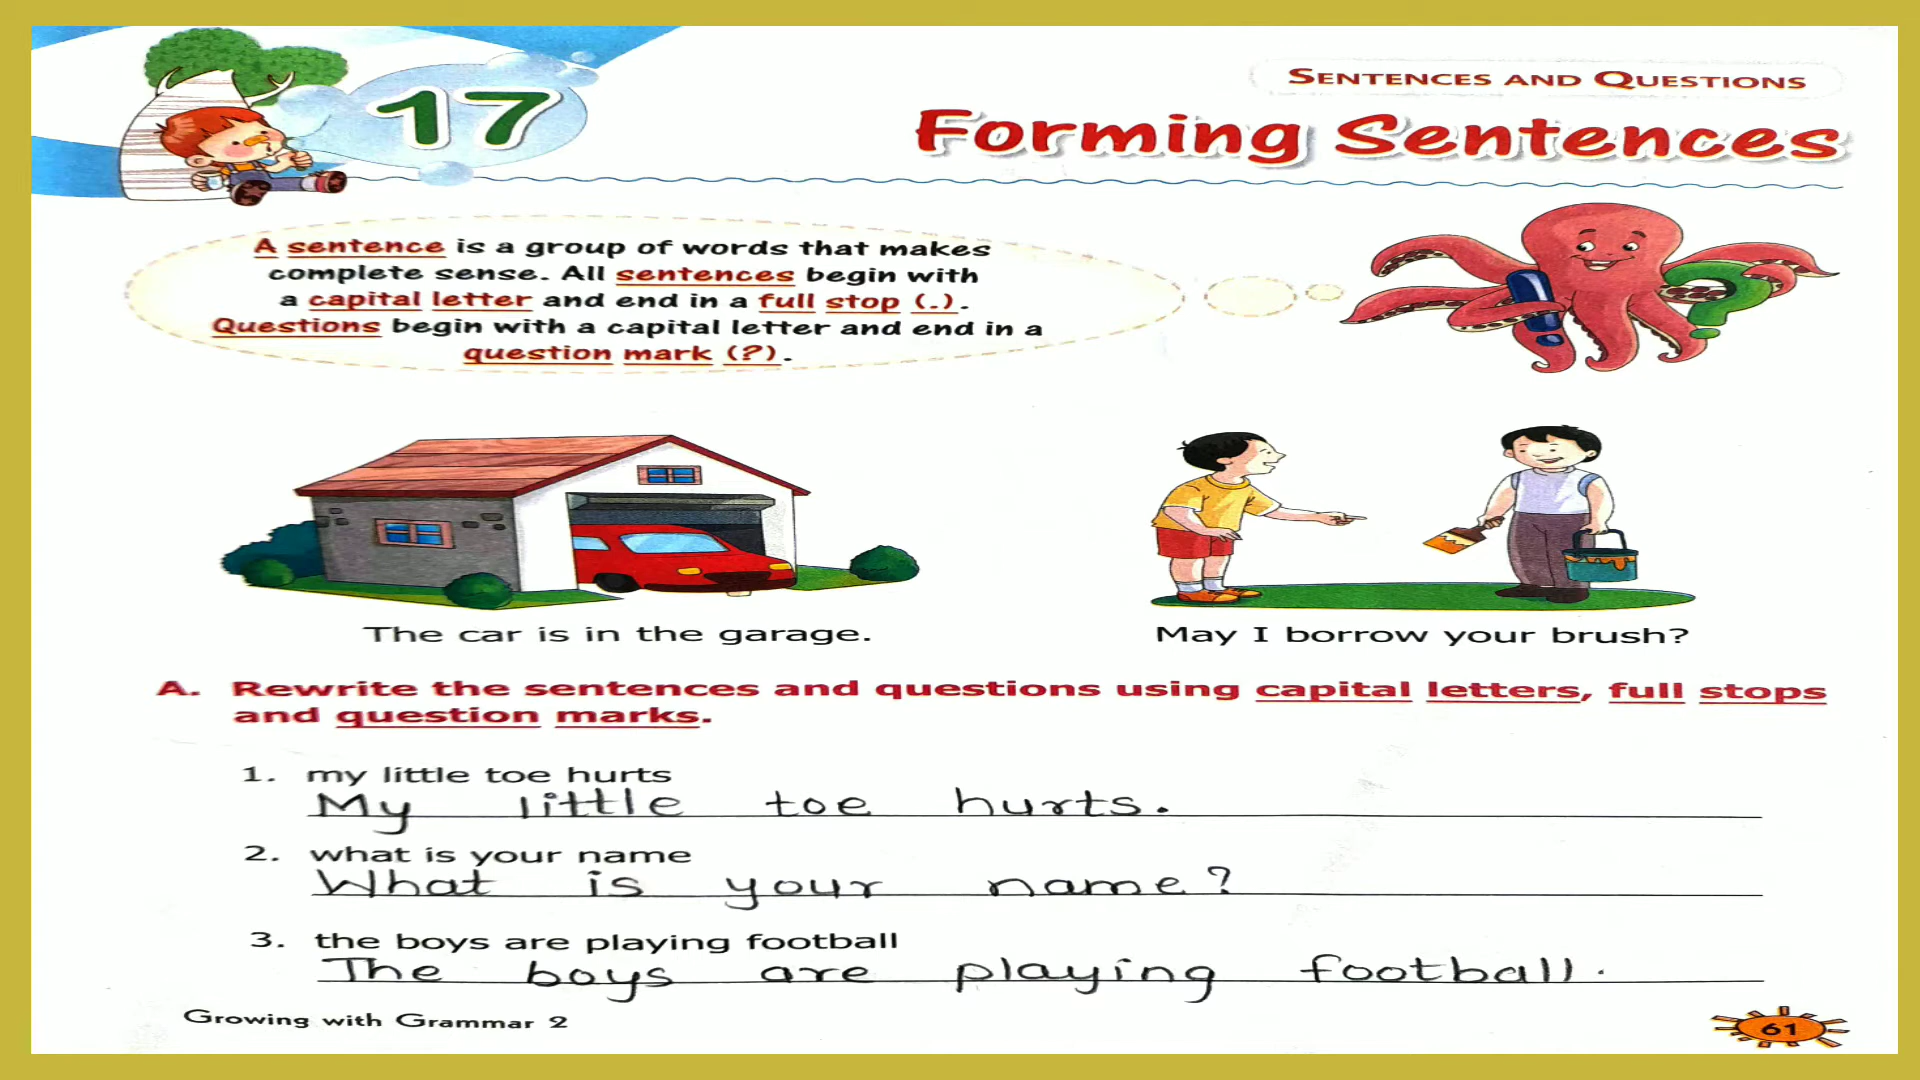 17
SENTENCES AND QUESTIONS
Forming Sentences
A sentence is a group of words that makes
complete sense. All sentences begin with
a capital letter and end in a full stop (.).
Questions begin with a capital letter and end in a
question mark (?).
The car is in the garage.
May I borrow your brush?
A. Rewrite the sentences and questions using capital letters, full stops
and question marks.
1. my little toe hurts
My little toe hurts.
2. what is your name
What is your name?
3. the boys are playing football
The boys are playing football.
Growing with Grammar 2
61